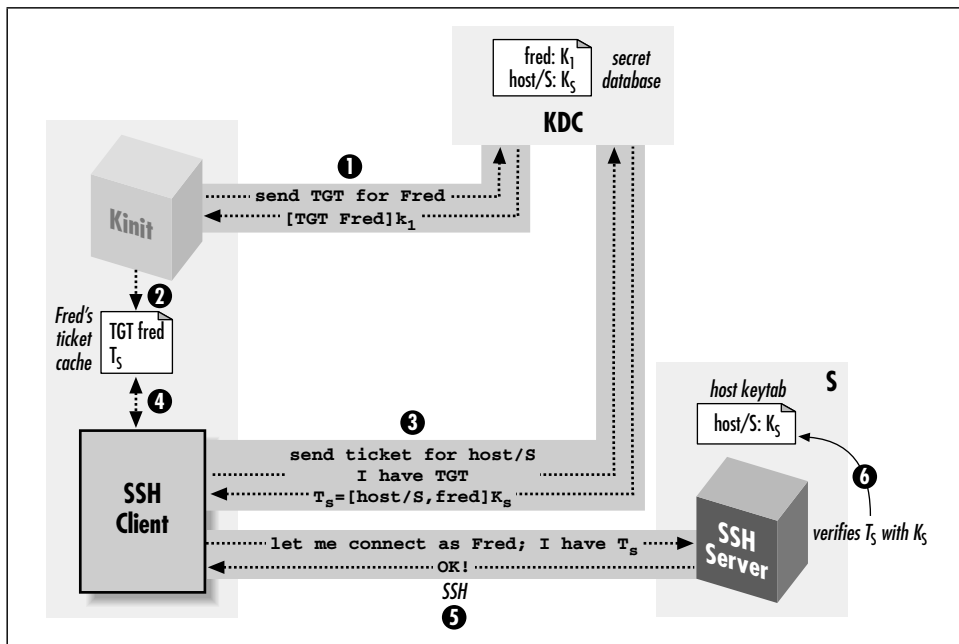 fred: K1
host/S: KS
secret
database
KDC
1
send TGT for Fred
[TGT Fred]k1
Kinit
2
Fred's
ticket
cache
TGT fred
TS
4
S
host keytab
host/S: KS
3
send ticket for host/S
I have TGT
Ts=[host/S,fred]Ks
6
SSH
Client
SSH
Server
verifies TS with KS
let me connect as Fred; I have Ts
OK!
SSH
5